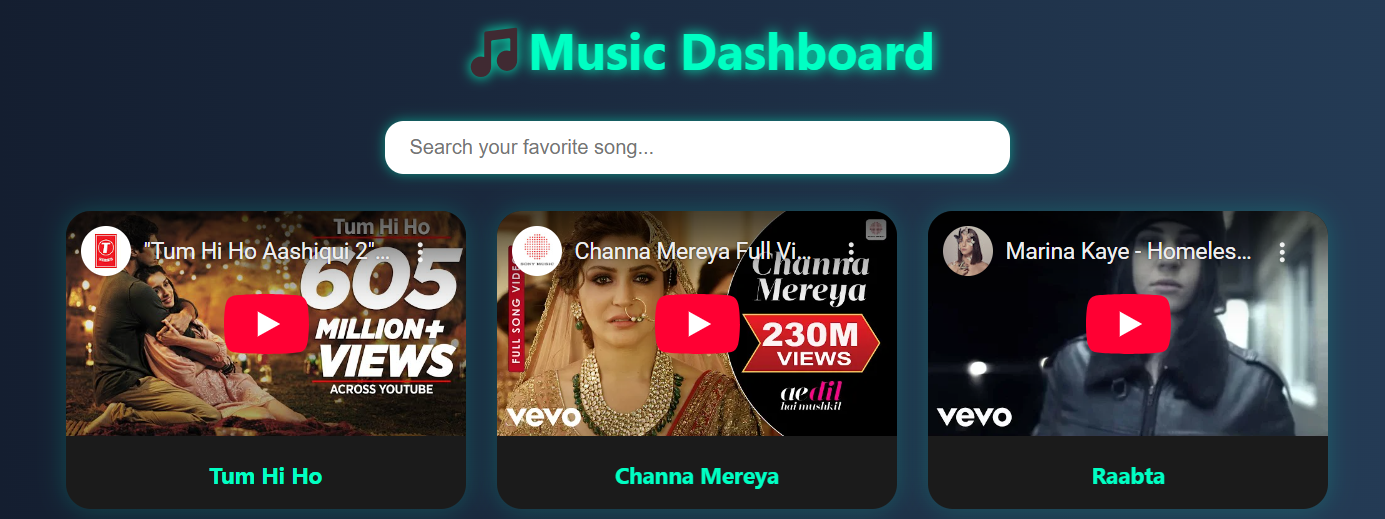 Music Dashboard
Search your favorite song...
Tum Hi Ho
"Tum Hi Ho Aashiqui 2"...
605
MILLION+
VIEWS
ACROSS YOUTUBE
Tum Hi Ho
SONY MUSIC
Channa Mereya Full Vi...
FULL SONG VIDEO
Channa
Mereya
230M
VIEWS
ae dil
hai mushkil
vevo
Channa Mereya
Marina Kaye - Homeles...
vevo
Raabta